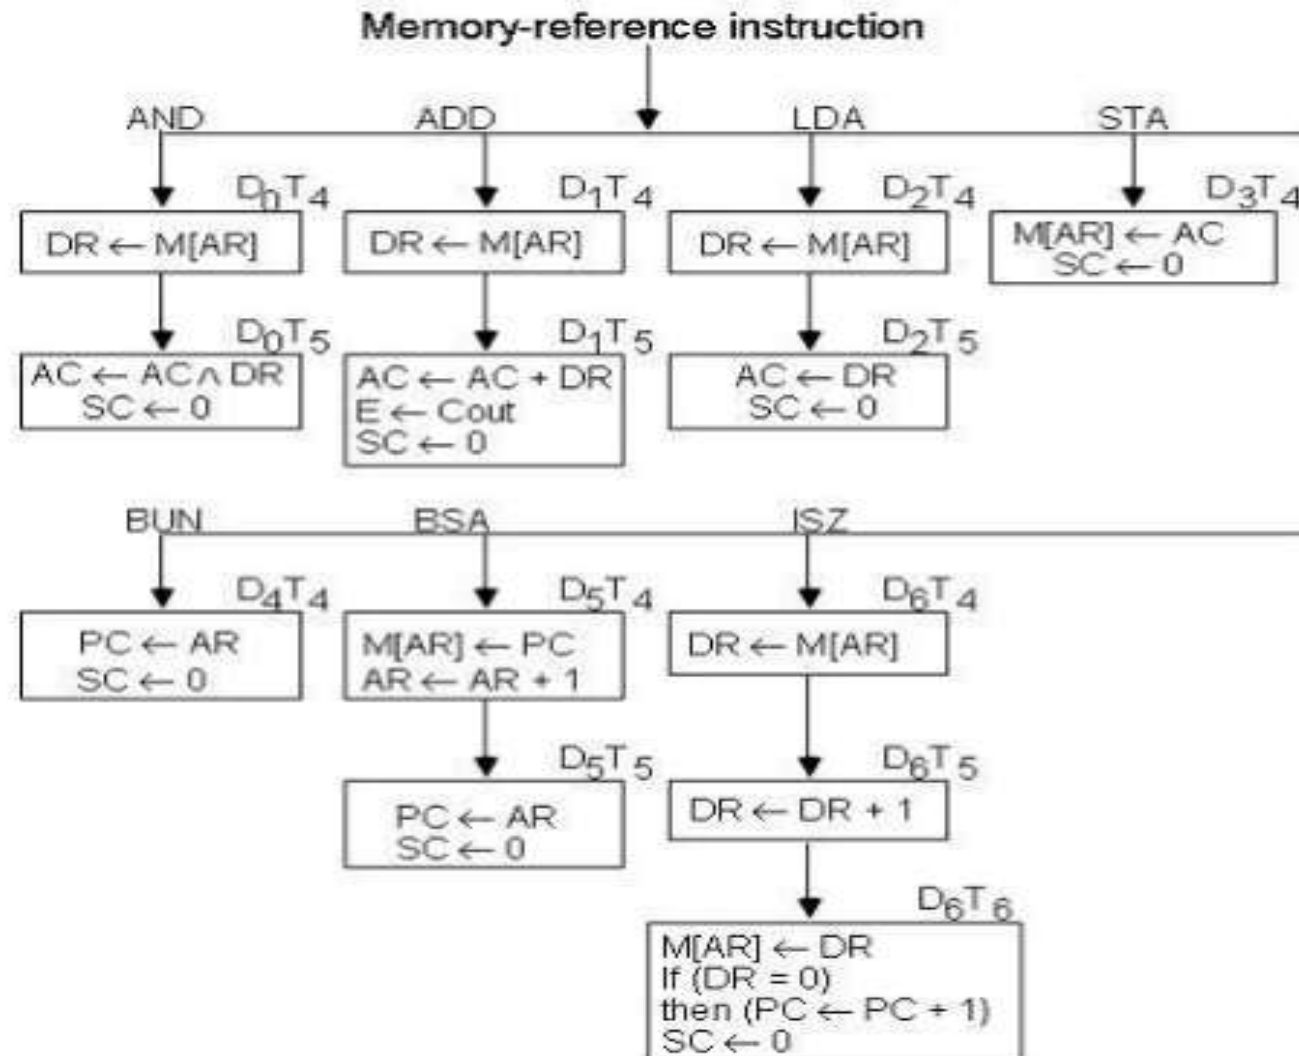 Memory-reference instruction
AND ADD LDA STA
D₀T₄ D₁T₄ D₂T₄ D₃T₄
DR ← M[AR]
DR ← M[AR]
DR ← M[AR]
M[AR] ← AC
SC ← 0
D₀T₅ D₁T₅ D₂T₅
AC ← AC ∧ DR
SC ← 0
AC ← AC + DR
E ← Cout
SC ← 0
AC ← DR
SC ← 0
BUN BSA ISZ
D₄T₄ D₅T₄ D₆T₄
PC ← AR
SC ← 0
M[AR] ← PC
AR ← AR + 1
DR ← M[AR]
D₅T₅ D₆T₅
PC ← AR
SC ← 0
DR ← DR + 1
D₆T₆
M[AR] ← DR
If (DR = 0)
then (PC ← PC + 1)
SC ← 0